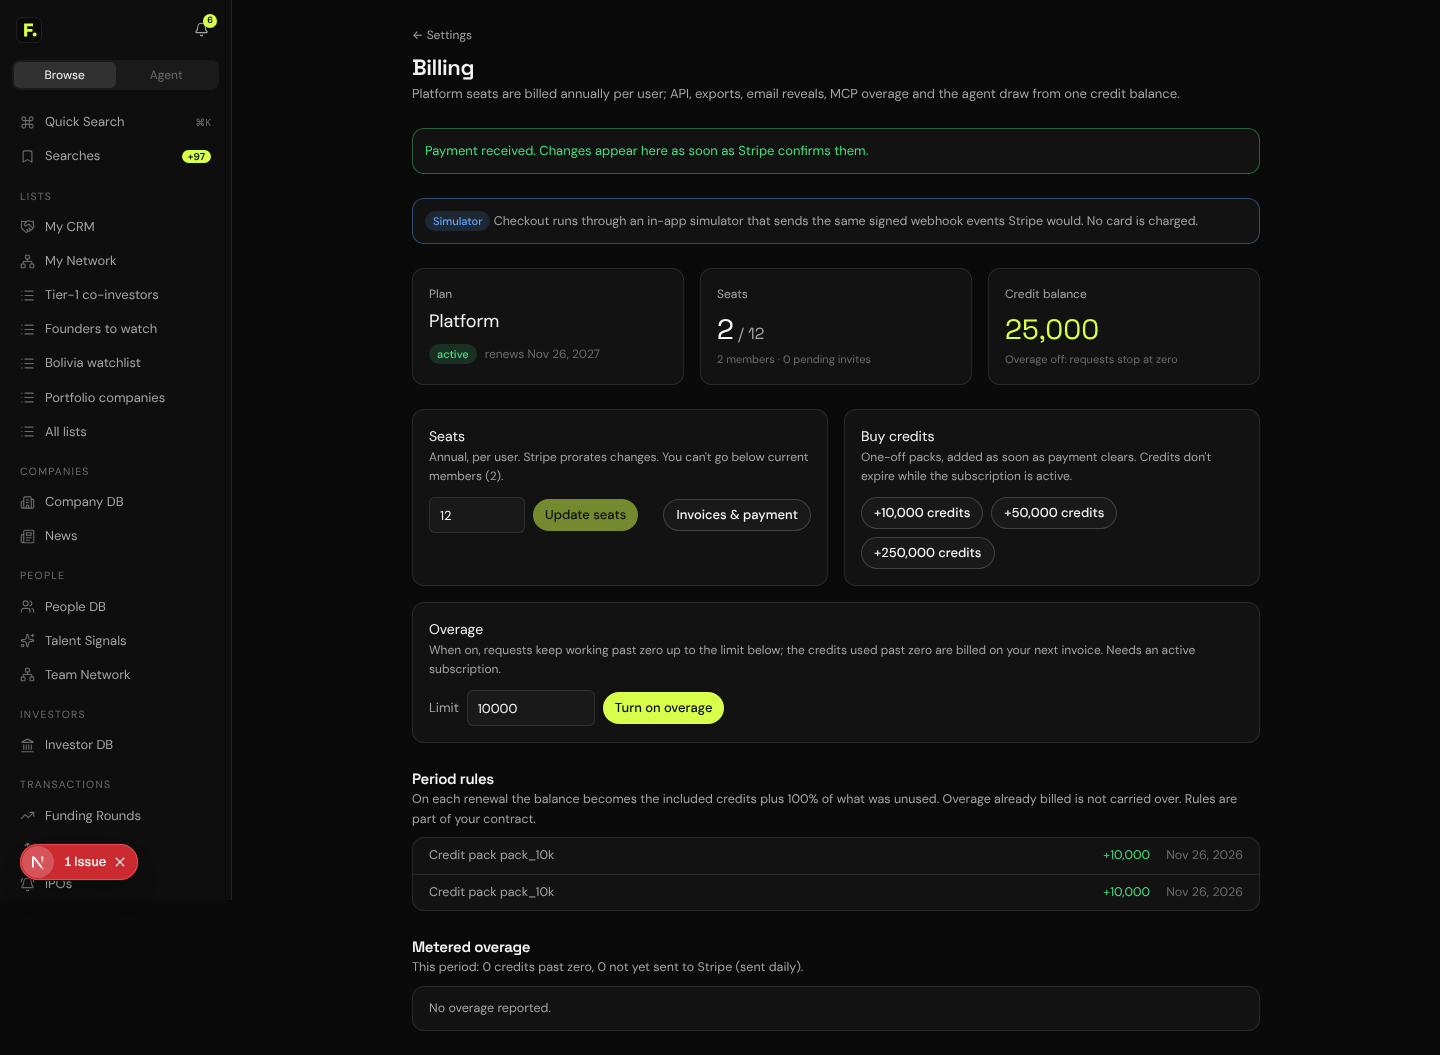 F.
6
Browse
Agent
Quick Search
⌘K
Searches
+97
LISTS
My CRM
My Network
Tier-1 co-investors
Founders to watch
Bolivia watchlist
Portfolio companies
All lists
COMPANIES
Company DB
News
PEOPLE
People DB
Talent Signals
Team Network
INVESTORS
Investor DB
TRANSACTIONS
Funding Rounds
N
1 Issue
IPOs
← Settings
Billing
Platform seats are billed annually per user; API, exports, email reveals, MCP overage and the agent draw from one credit balance.
Payment received. Changes appear here as soon as Stripe confirms them.
Simulator Checkout runs through an in-app simulator that sends the same signed webhook events Stripe would. No card is charged.
Plan
Platform
active renews Nov 26, 2027
Seats
2 / 12
2 members · 0 pending invites
Credit balance
25,000
Overage off: requests stop at zero
Seats
Annual, per user. Stripe prorates changes. You can't go below current
members (2).
12
Update seats
Invoices & payment
Buy credits
One-off packs, added as soon as payment clears. Credits don't
expire while the subscription is active.
+10,000 credits
+50,000 credits
+250,000 credits
Overage
When on, requests keep working past zero up to the limit below; the credits used past zero are billed on your next invoice. Needs an active
subscription.
Limit
10000
Turn on overage
Period rules
On each renewal the balance becomes the included credits plus 100% of what was unused. Overage already billed is not carried over. Rules are
part of your contract.
Credit pack pack_10k +10,000 Nov 26, 2026
Credit pack pack_10k +10,000 Nov 26, 2026
Metered overage
This period: 0 credits past zero, 0 not yet sent to Stripe (sent daily).
No overage reported.